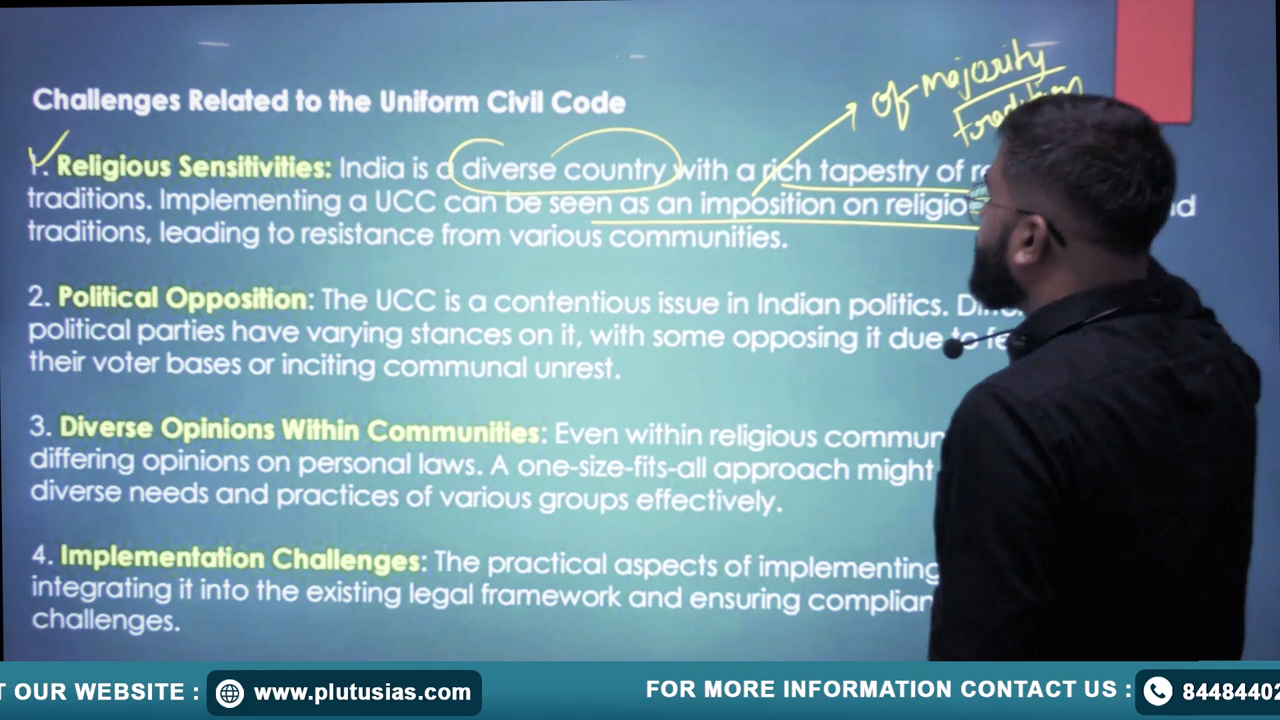 of majority
Challenges Related to the Uniform Civil Code
1. Religious Sensitivities: India is a diverse country with a rich tapestry of
traditions. Implementing a UCC can be seen as an imposition on
traditions, leading to resistance from various communities.
2. Political Opposition: The UCC is a contentious issue in Indian politics.
political parties have varying stances on it, with some opposing it due to
their voter bases or inciting communal unrest.
3. Diverse Opinions Within Communities: Even within religious
differing opinions on personal laws. A one-size-fits-all approach might
diverse needs and practices of various groups effectively.
4. Implementation Challenges: The practical aspects of implementing
integrating it into the existing legal framework and ensuring
challenges.
OUR WEBSITE : www.plutusias.com
FOR MORE INFORMATION CONTACT US : 84484402